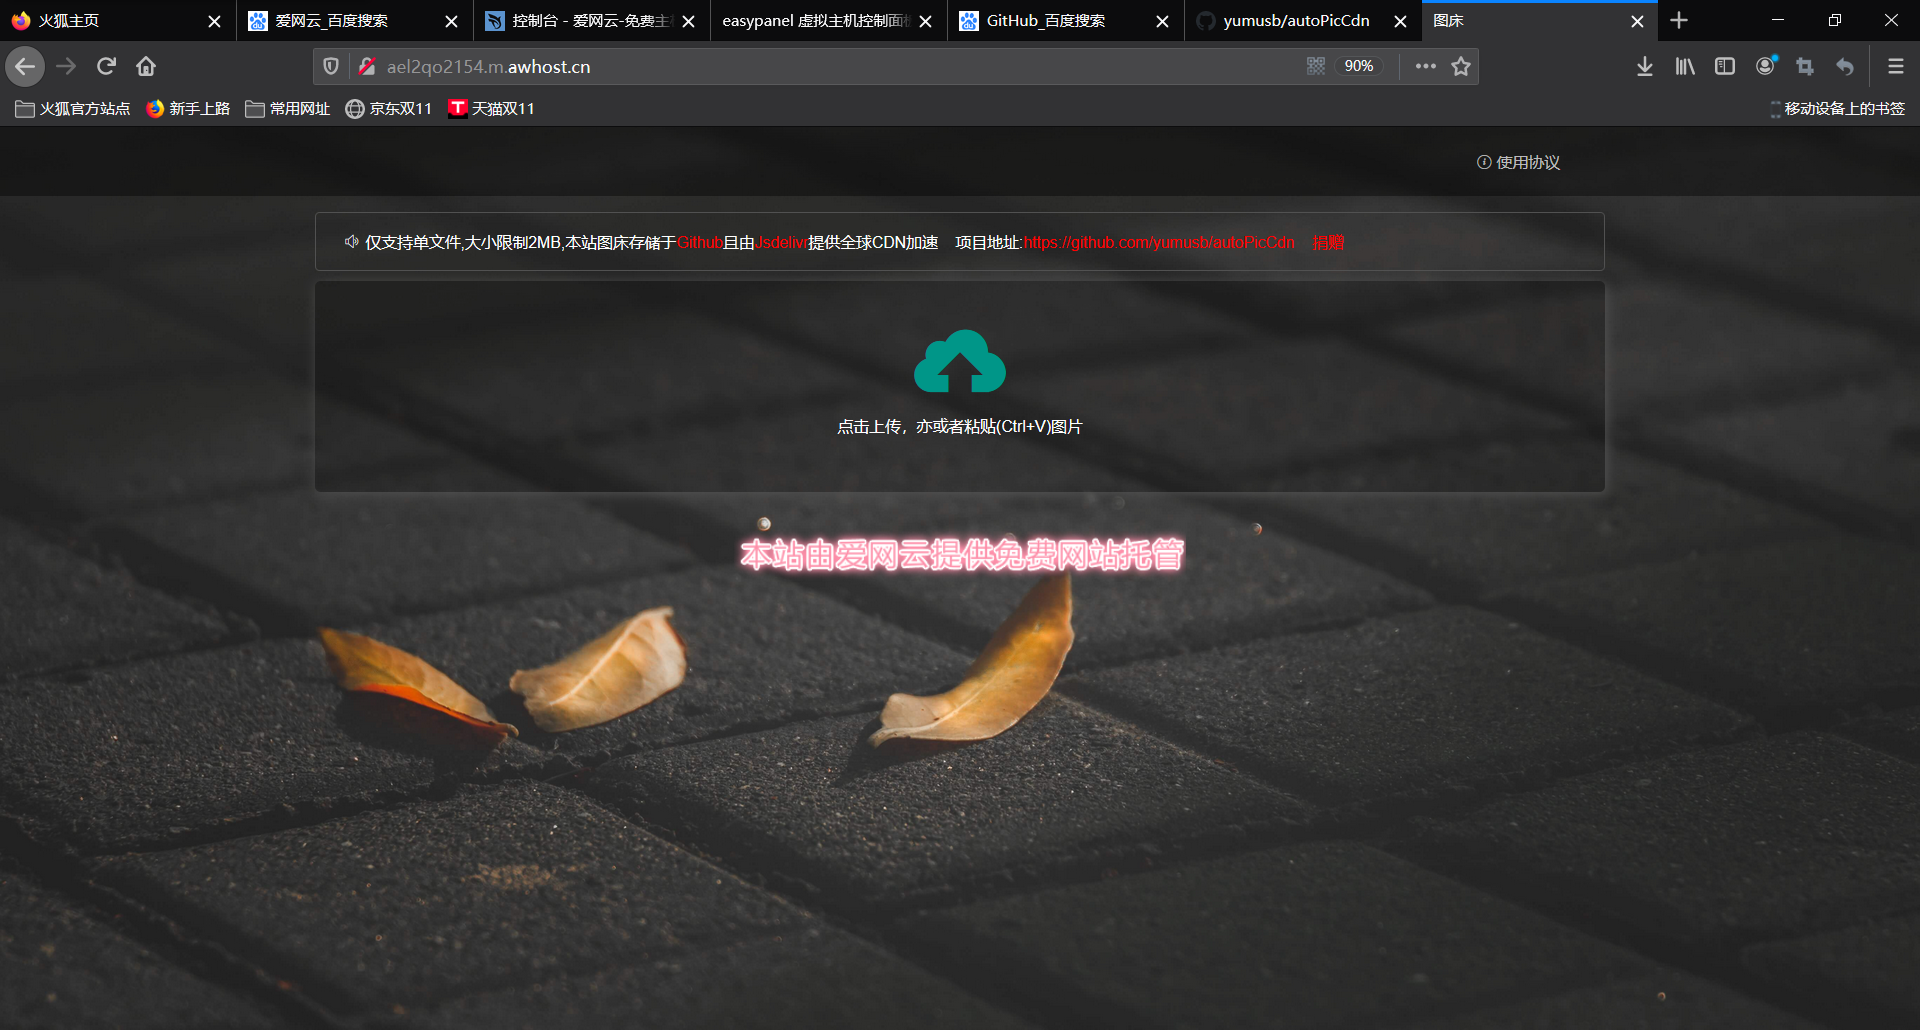 火狐主页
爱网云_百度搜索
控制台 - 爱网云-免费主
easypanel 虚拟主机控制面
GitHub_百度搜索
yumusb/autoPicCdn
图床
ael2qo2154.m.awhost.cn
90%
火狐官方站点
新手上路
常用网址
京东双11
天猫双11
移动设备上的书签
使用协议
仅支持单文件,大小限制2MB,本站图床存储于Github且由Jsdelivr提供全球CDN加速 项目地址:https://github.com/yumusb/autoPicCdn 捐赠
点击上传，亦或者粘贴(Ctrl+V)图片
本站由爱网云提供免费网站托管